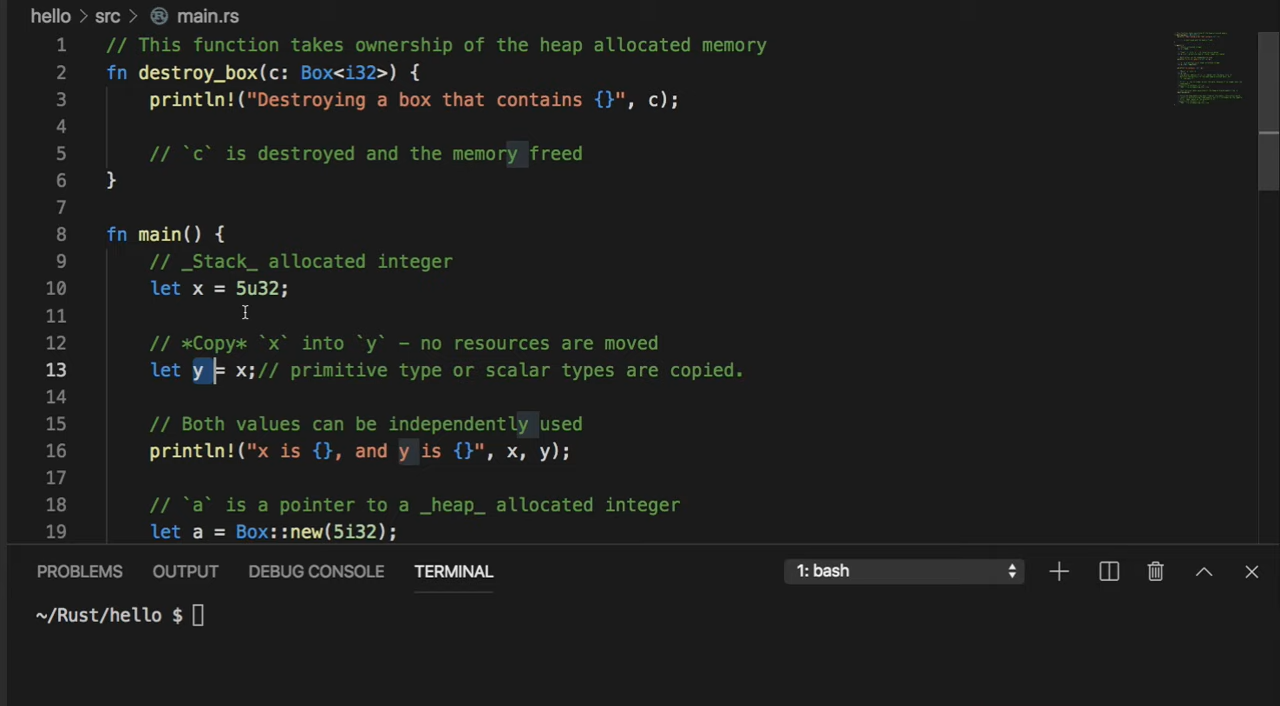 hello > src > main.rs
1 // This function takes ownership of the heap allocated memory
2 fn destroy_box(c: Box<i32>) {
3 println!("Destroying a box that contains {}", c);
4
5 // `c` is destroyed and the memory freed
6 }
7
8 fn main() {
9 // _Stack_ allocated integer
10 let x = 5u32;
11
12 // *Copy* `x` into `y` – no resources are moved
13 let y = x;// primitive type or scalar types are copied.
14
15 // Both values can be independently used
16 println!("x is {}, and y is {}", x, y);
17
18 // `a` is a pointer to a _heap_ allocated integer
19 let a = Box::new(5i32);
PROBLEMS OUTPUT DEBUG CONSOLE TERMINAL 1: bash
~/Rust/hello $